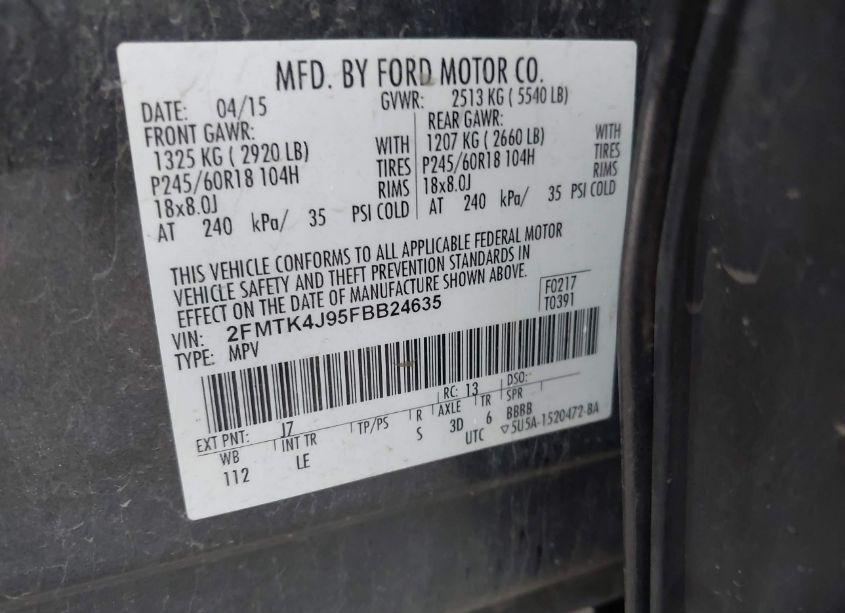 MFD. BY FORD MOTOR CO.
DATE: 04/15 GVWR: 2513 KG ( 5540 LB)
FRONT GAWR: REAR GAWR:
1325 KG ( 2920 LB) WITH 1207 KG ( 2660 LB) WITH
P245/60R18 104H TIRES P245/60R18 104H TIRES
18x8.0J RIMS 18x8.0J RIMS
AT 240 kPa/ 35 PSI COLD AT 240 kPa/ 35 PSI COLD
THIS VEHICLE CONFORMS TO ALL APPLICABLE FEDERAL MOTOR
VEHICLE SAFETY AND THEFT PREVENTION STANDARDS IN
EFFECT ON THE DATE OF MANUFACTURE SHOWN ABOVE.
F0217
T0391
VIN: 2FMTK4J95FBB24635
TYPE: MPV
EXT PNT: J7 RC: 13 DSO:
WB INT TR TP/PS R AXLE TR SPR
112 LE S 3D 6 BBRB
UTC ▽5U5A-1520472-BA